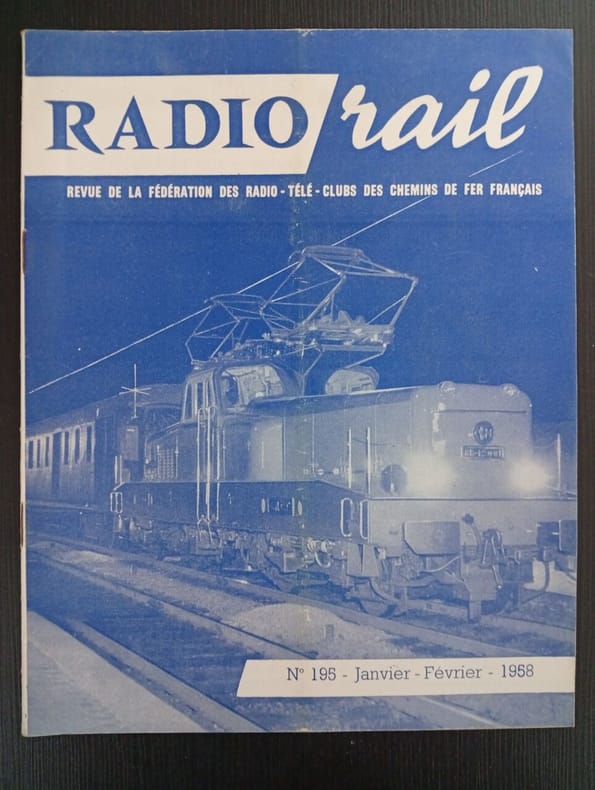 RADIO rail
REVUE DE LA FÉDÉRATION DES RADIO - TÉLÉ - CLUBS DES CHEMINS DE FER FRANÇAIS
N° 195 - Janvier - Février - 1958